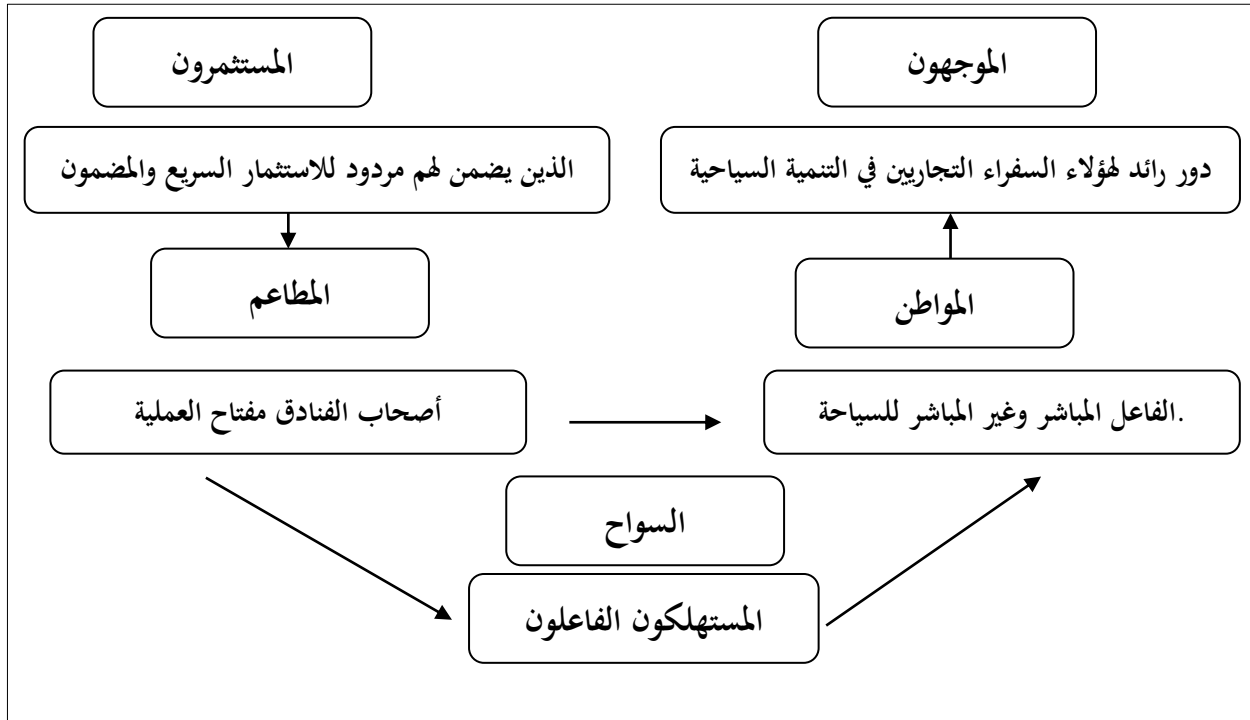 الموجهون
المستثمرون
دور رائد لهؤلاء السفراء التجاريين في التنمية السياحية
الذين يضمن لهم مردود للاستثمار السريع والمضمون
المواطن
المطاعم
الفاعل المباشر وغير المباشر للسياحة.
أصحاب الفنادق مفتاح العملية
السواح
المستهلكون الفاعلون